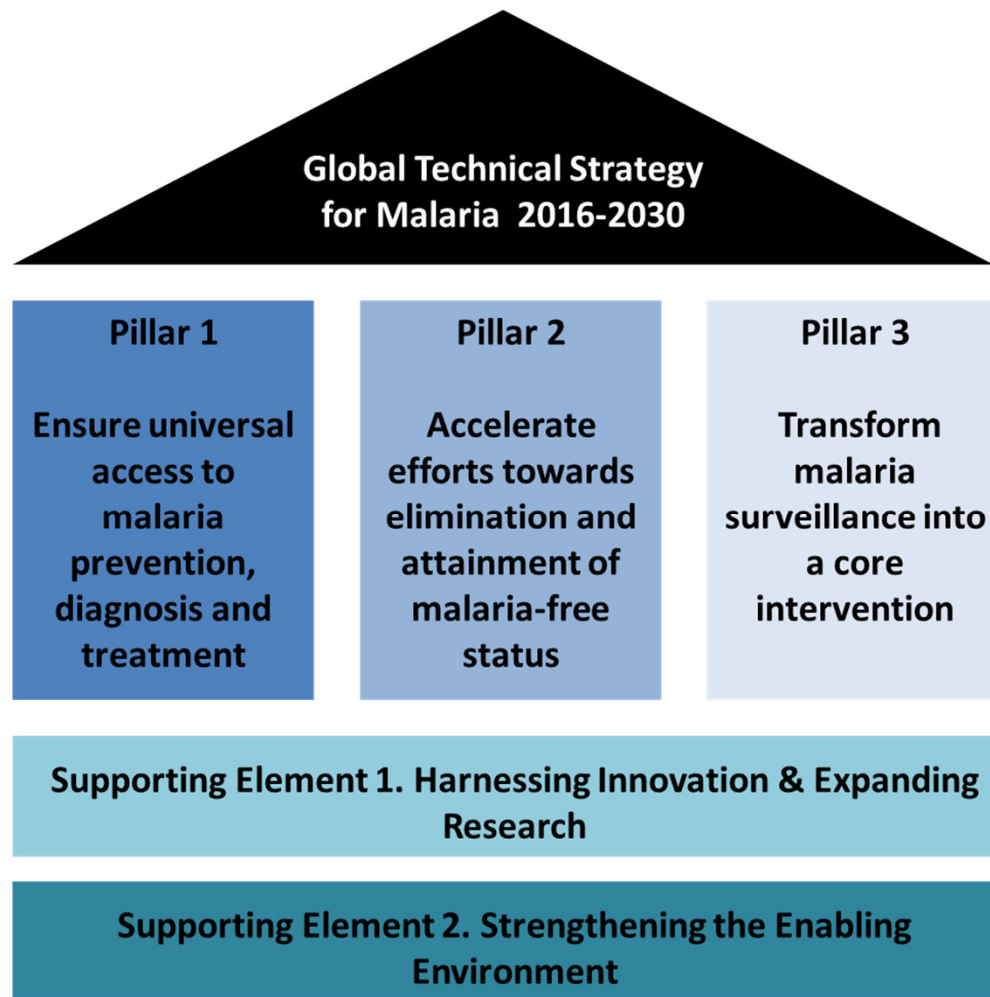 Global Technical Strategy
for Malaria 2016-2030
Pillar 1
Ensure universal
access to
malaria
prevention,
diagnosis and
treatment
Pillar 2
Accelerate
efforts towards
elimination and
attainment of
malaria-free
status
Pillar 3
Transform
malaria
surveillance into
a core
intervention
Supporting Element 1. Harnessing Innovation & Expanding
Research
Supporting Element 2. Strengthening the Enabling
Environment